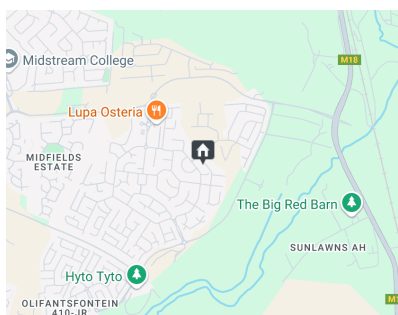 M18
Midstream College
Lupa Osteria
MIDFIELDS
ESTATE
The Big Red Barn
SUNLAWNS AH
Hyto Tyto
OLIFANTSFONTEIN
410-JR